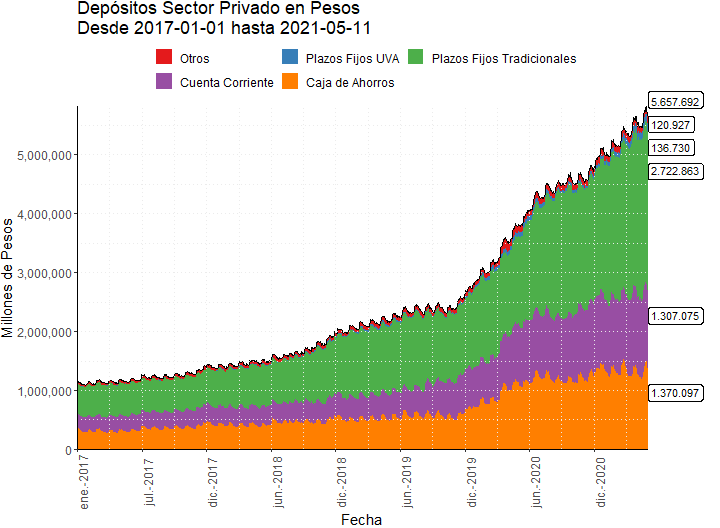 Depósitos Sector Privado en Pesos
Desde 2017-01-01 hasta 2021-05-11
Otros
Plazos Fijos UVA
Plazos Fijos Tradicionales
Cuenta Corriente
Caja de Ahorros
5.657.692
120.927
136.730
2.722.863
1.307.075
1.370.097
Millones de Pesos
5,000,000
4,000,000
3,000,000
2,000,000
1,000,000
0
ene.-2017
jul.-2017
dic.-2017
jun.-2018
dic.-2018
jun.-2019
dic.-2019
jun.-2020
dic.-2020
Fecha